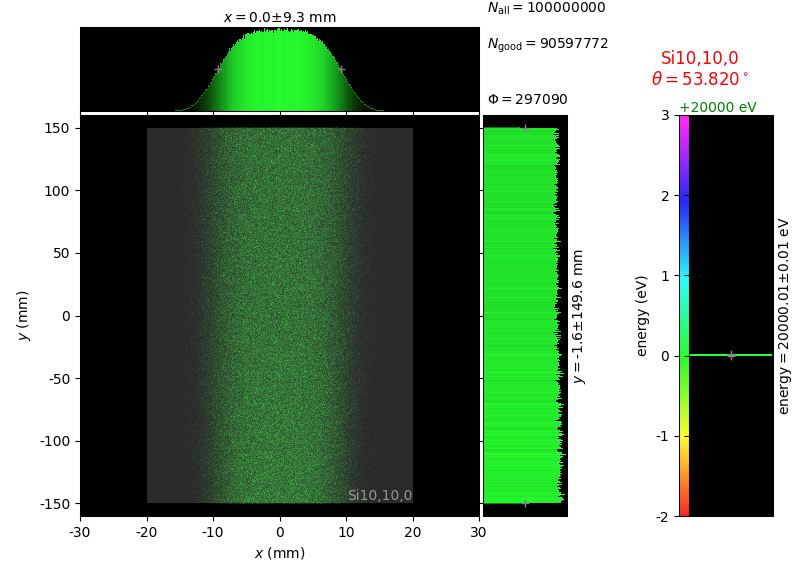 x = 0.0±9.3 mm
N_all = 100000000
N_good = 90597772
Φ = 297090
Si10,10,0
θ = 53.820°
+20000 eV
150
100
50
0
-50
-100
-150
y (mm)
Si10,10,0
-30
-20
-10
0
10
20
30
x (mm)
y = -1.6±149.6 mm
3
2
1
0
-1
-2
energy (eV)
energy = 20000.01±0.01 eV